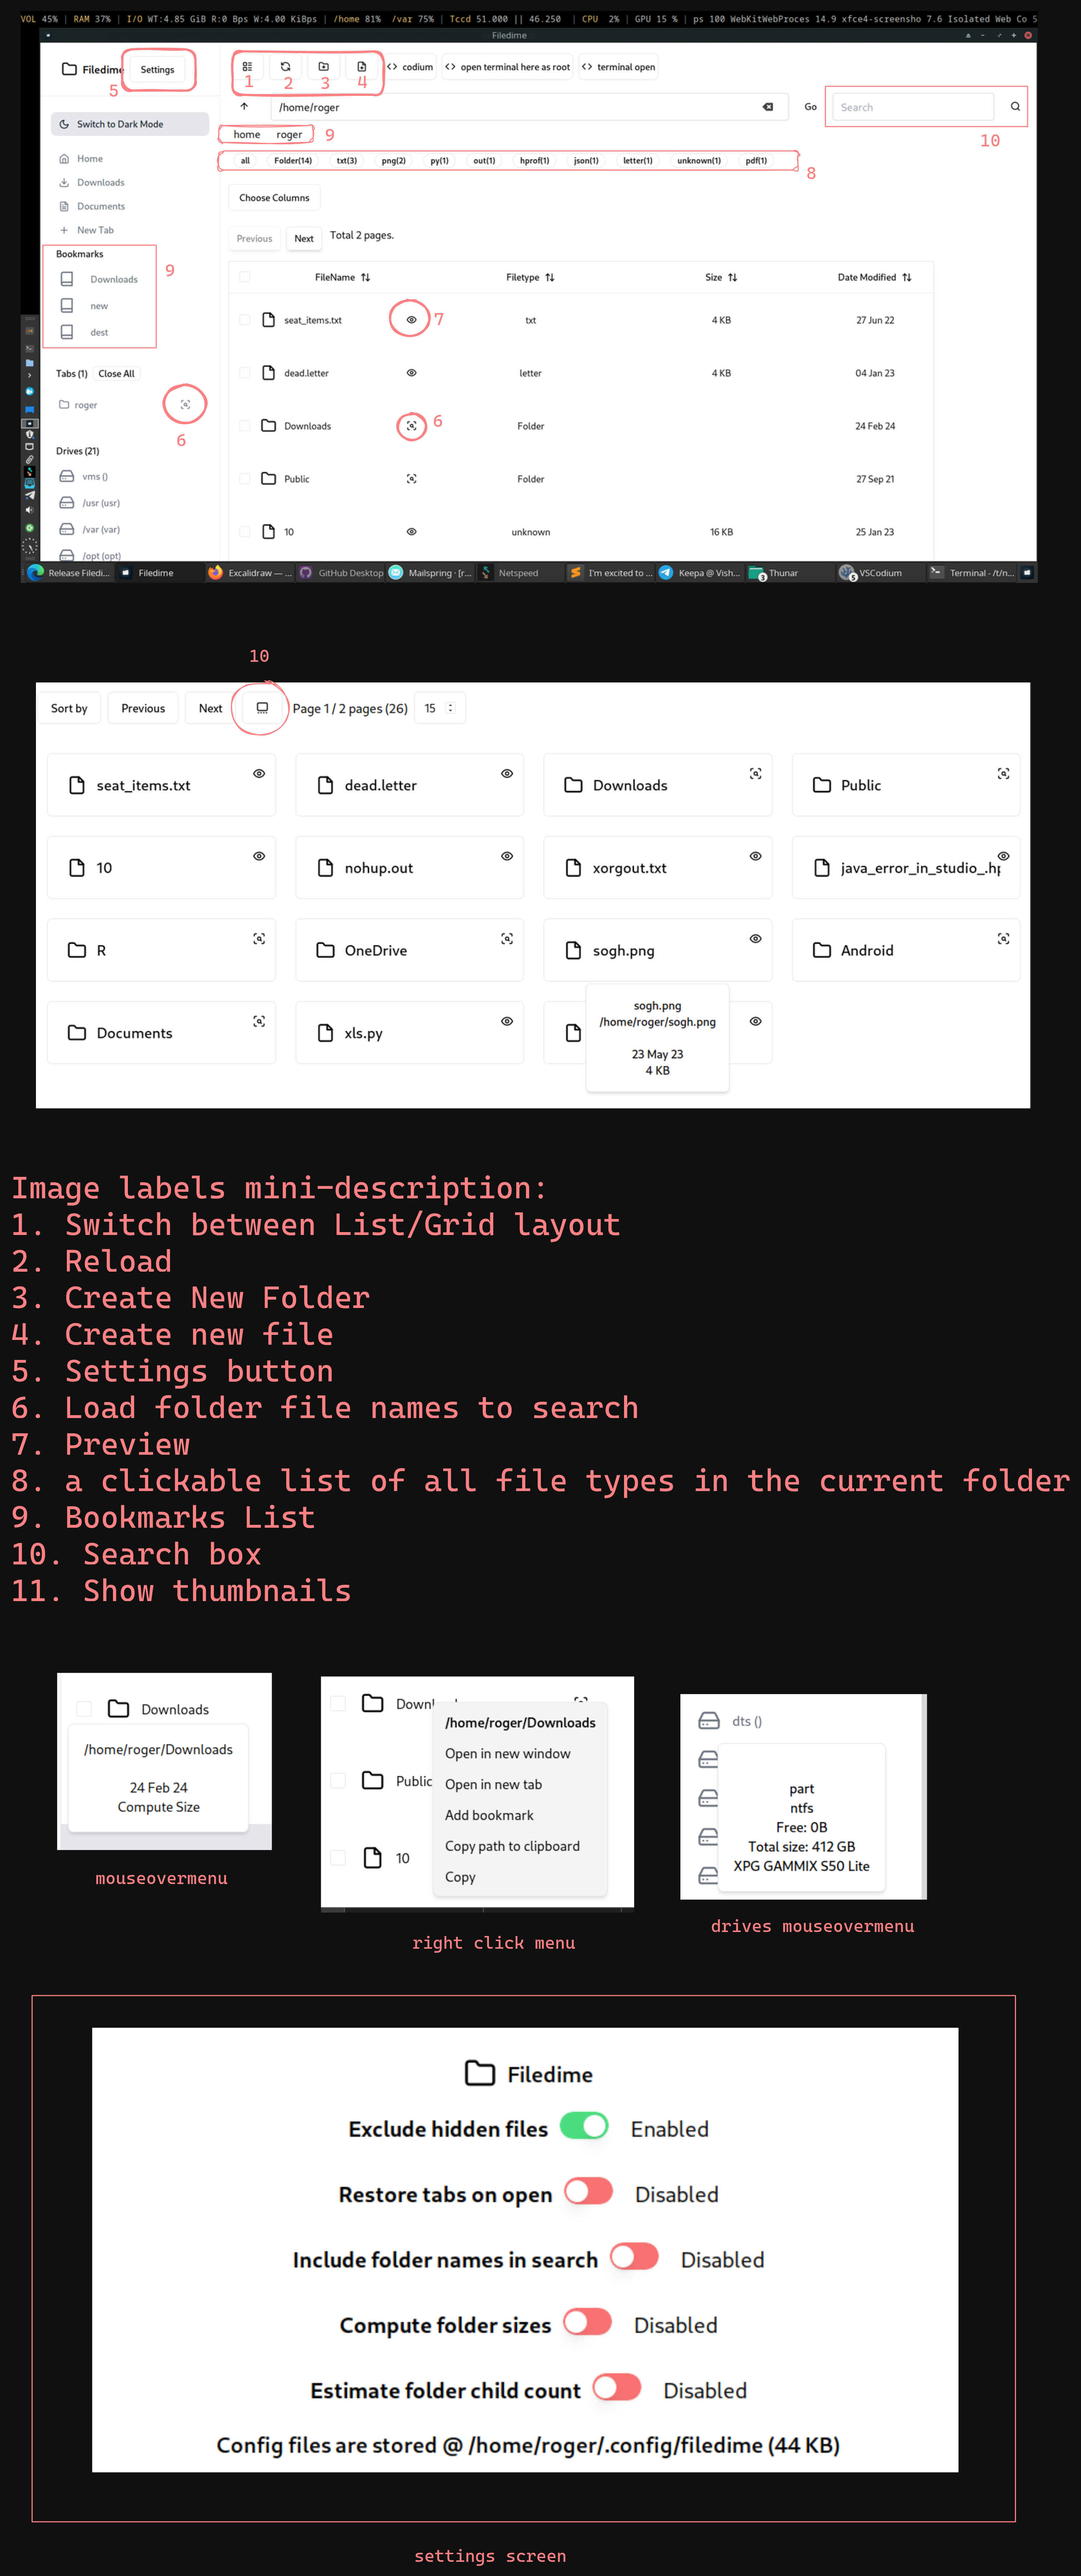 VOL 45% | RAM 37% | I/O WT:4.85 GiB R:0 Bps W:4.00 KiBps | /home 81% /var 75% | Tccd 51.000 || 46.250 | CPU 2% | GPU 15 % | ps 100 WebKitWebProces 14.9 xfce4-screensho 7.6 Isolated Web Co 5
Filedime
Filedime
Settings
5
1
2
3
4
<> codium
<> open terminal here as root
<> terminal open
/home/roger
Go
Search
10
home roger
9
all Folder(14) txt(3) png(2) py(1) out(1) hprof(1) json(1) letter(1) unknown(1) pdf(1)
8
Switch to Dark Mode
Home
Downloads
Documents
New Tab
Bookmarks
9
Downloads
new
dest
Tabs (1) Close All
roger
6
Drives (21)
vms ()
/usr (usr)
/var (var)
/opt (opt)
Choose Columns
Previous Next Total 2 pages.
FileName Filetype Size Date Modified
seat_items.txt 7 txt 4 KB 27 Jun 22
dead.letter letter 4 KB 04 Jan 23
Downloads 6 Folder 24 Feb 24
Public Folder 27 Sep 21
10 unknown 16 KB 25 Jan 23
Release Filedi... Filedime Excalidraw — ... GitHub Desktop Mailspring · [r... Netspeed I'm excited to ... Keepa @ Vish... 3 Thunar 5 VSCodium Terminal - /t/n...
10
Sort by Previous Next Page 1 / 2 pages (26) 15
seat_items.txt dead.letter Downloads Public
10 nohup.out xorgout.txt java_error_in_studio_.hp
R OneDrive sogh.png Android
Documents xls.py
sogh.png
/home/roger/sogh.png
23 May 23
4 KB
Image labels mini-description:
1. Switch between List/Grid layout
2. Reload
3. Create New Folder
4. Create new file
5. Settings button
6. Load folder file names to search
7. Preview
8. a clickable list of all file types in the current folder
9. Bookmarks List
10. Search box
11. Show thumbnails
Downloads
/home/roger/Downloads
24 Feb 24
Compute Size
mouseovermenu
Downl
Public
10
/home/roger/Downloads
Open in new window
Open in new tab
Add bookmark
Copy path to clipboard
Copy
right click menu
dts ()
part
ntfs
Free: 0B
Total size: 412 GB
XPG GAMMIX S50 Lite
drives mouseovermenu
Filedime
Exclude hidden files Enabled
Restore tabs on open Disabled
Include folder names in search Disabled
Compute folder sizes Disabled
Estimate folder child count Disabled
Config files are stored @ /home/roger/.config/filedime (44 KB)
settings screen